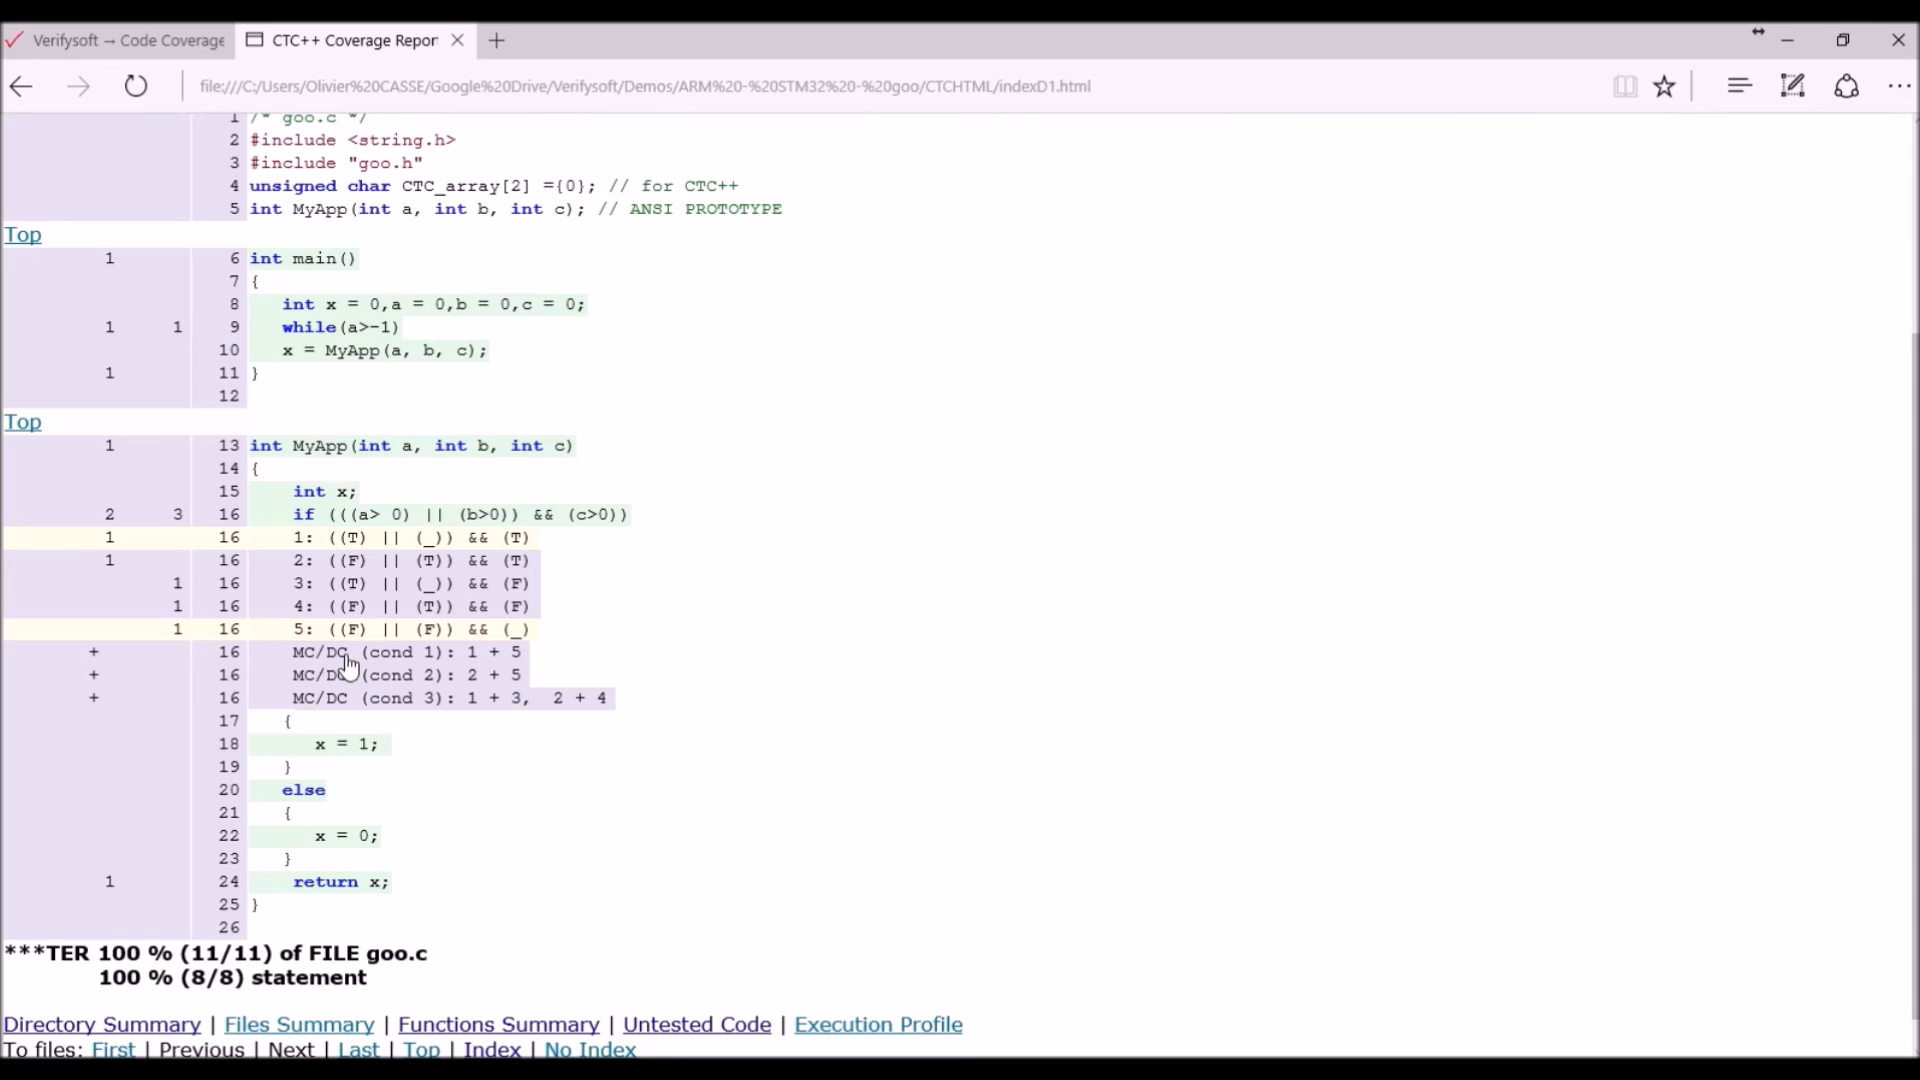 Verifysoft → Code Coverage
CTC++ Coverage Repor
file:///C:/Users/Olivier%20CASSE/Google%20Drive/Verifysoft/Demos/ARM%20-%20STM32%20-%20goo/CTCHTML/indexD1.html
1 /* goo.c */
2 #include <string.h>
3 #include "goo.h"
4 unsigned char CTC_array[2] ={0}; // for CTC++
5 int MyApp(int a, int b, int c); // ANSI PROTOTYPE
Top
1 6 int main()
7 {
8 int x = 0,a = 0,b = 0,c = 0;
1 1 9 while(a>-1)
10 x = MyApp(a, b, c);
1 11 }
12
Top
1 13 int MyApp(int a, int b, int c)
14 {
15 int x;
2 3 16 if (((a> 0) || (b>0)) && (c>0))
1 16 1: ((T) || (_)) && (T)
1 16 2: ((F) || (T)) && (T)
1 16 3: ((T) || (_)) && (F)
1 16 4: ((F) || (T)) && (F)
1 16 5: ((F) || (F)) && (_)
+ 16 MC/DC (cond 1): 1 + 5
+ 16 MC/DC (cond 2): 2 + 5
+ 16 MC/DC (cond 3): 1 + 3, 2 + 4
17 {
18 x = 1;
19 }
20 else
21 {
22 x = 0;
23 }
1 24 return x;
25 }
26
***TER 100 % (11/11) of FILE goo.c
100 % (8/8) statement
Directory Summary | Files Summary | Functions Summary | Untested Code | Execution Profile
To files: First | Previous | Next | Last | Top | Index | No Index